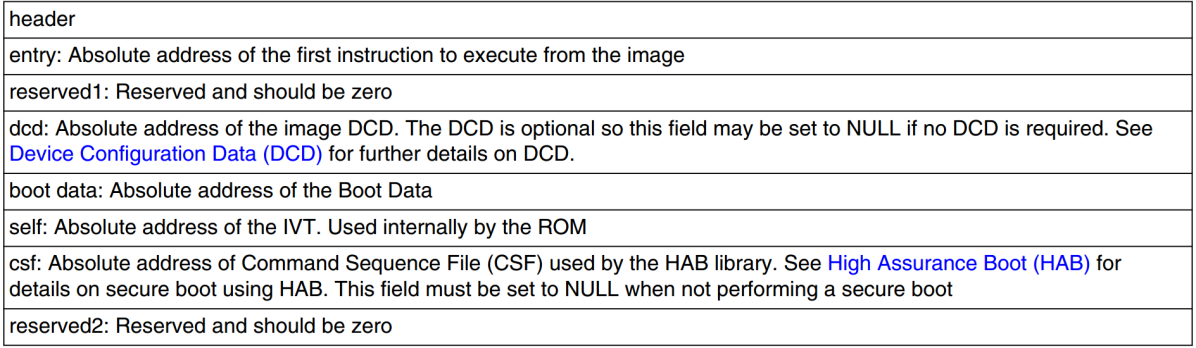 header
entry: Absolute address of the first instruction to execute from the image
reserved1: Reserved and should be zero
dcd: Absolute address of the image DCD. The DCD is optional so this field may be set to NULL if no DCD is required. See
Device Configuration Data (DCD) for further details on DCD.
boot data: Absolute address of the Boot Data
self: Absolute address of the IVT. Used internally by the ROM
csf: Absolute address of Command Sequence File (CSF) used by the HAB library. See High Assurance Boot (HAB) for
details on secure boot using HAB. This field must be set to NULL when not performing a secure boot
reserved2: Reserved and should be zero